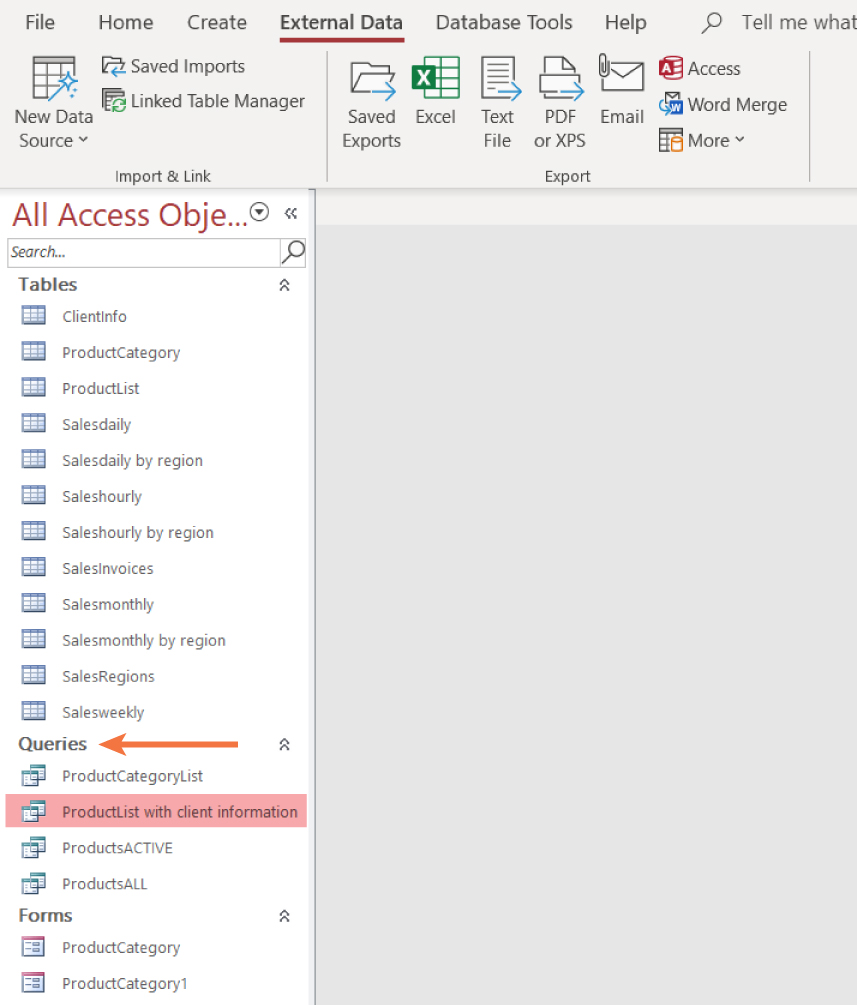 File Home Create External Data Database Tools Help Tell me what
New Data Source
Saved Imports
Linked Table Manager
Import & Link
Saved Exports
Excel
Text File
PDF or XPS
Email
Access
Word Merge
More
Export
All Access Obje...
Search...
Tables
ClientInfo
ProductCategory
ProductList
Salesdaily
Salesdaily by region
Saleshourly
Saleshourly by region
SalesInvoices
Salesmonthly
Salesmonthly by region
SalesRegions
Salesweekly
Queries
ProductCategoryList
ProductList with client information
ProductsACTIVE
ProductsALL
Forms
ProductCategory
ProductCategory1